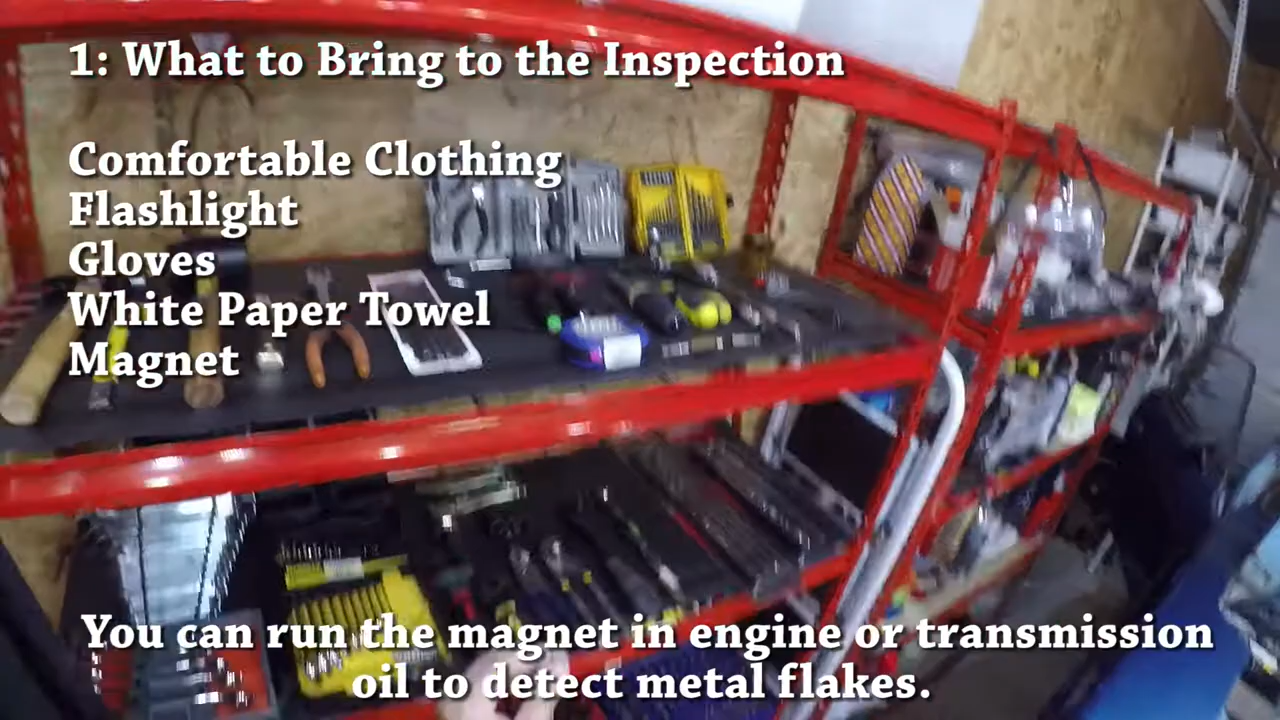 1: What to Bring to the Inspection
Comfortable Clothing
Flashlight
Gloves
White Paper Towel
Magnet
You can run the magnet in engine or transmission
oil to detect metal flakes.